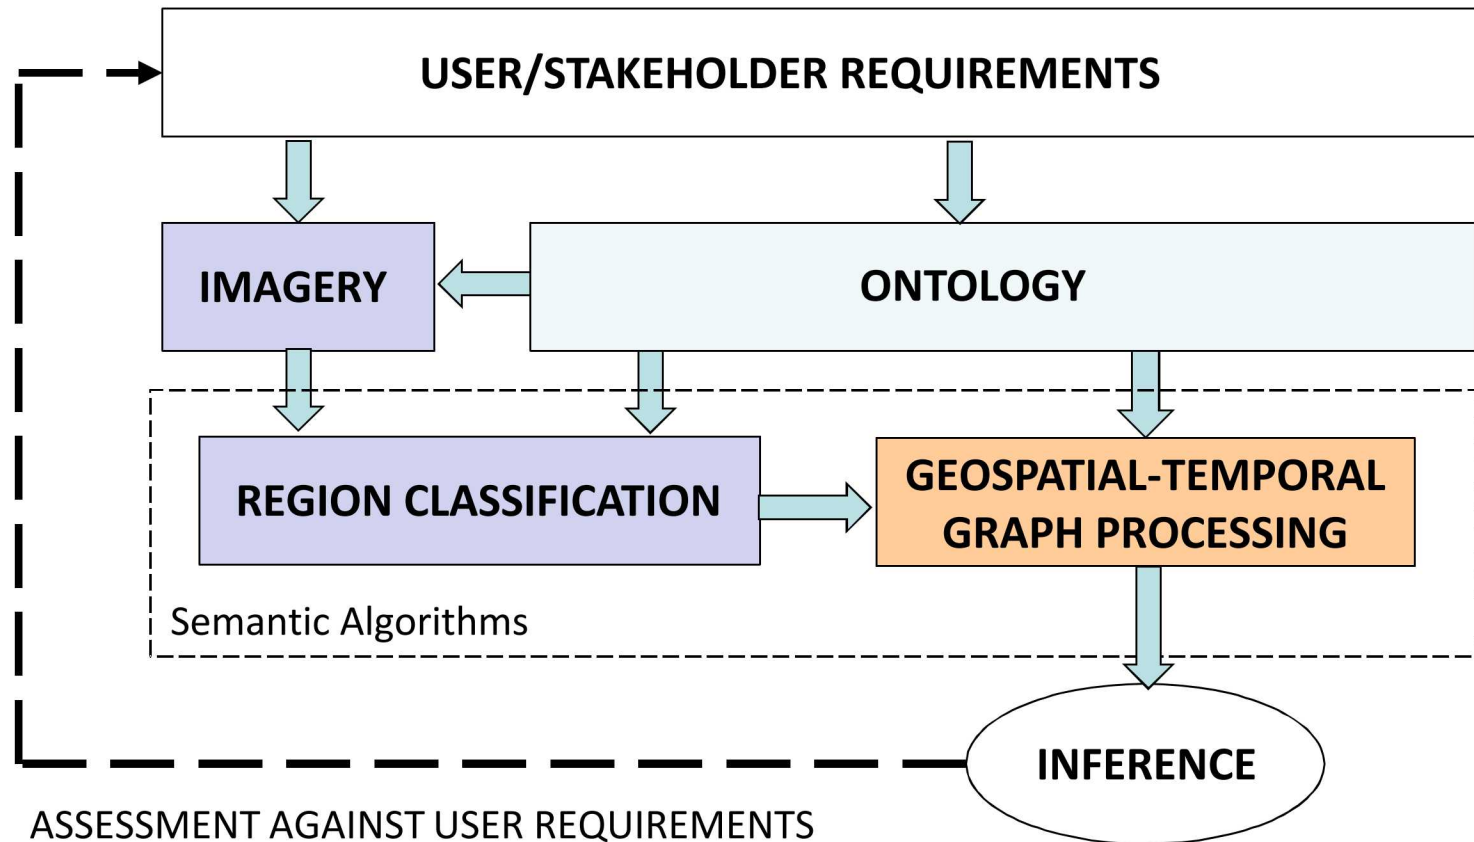 USER/STAKEHOLDER REQUIREMENTS
IMAGERY
ONTOLOGY
REGION CLASSIFICATION
GEOSPATIAL-TEMPORAL
GRAPH PROCESSING
Semantic Algorithms
INFERENCE
ASSESSMENT AGAINST USER REQUIREMENTS